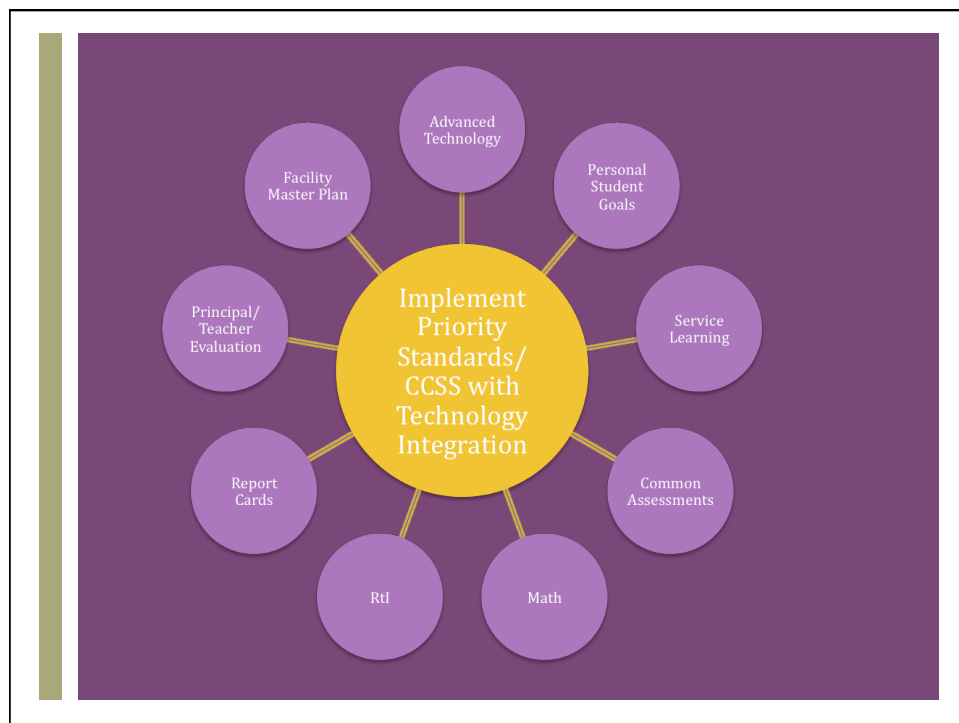 Advanced
Technology
Personal
Student
Goals
Service
Learning
Common
Assessments
Math
RtI
Report
Cards
Principal/
Teacher
Evaluation
Facility
Master Plan
Implement
Priority
Standards/
CCSS with
Technology
Integration